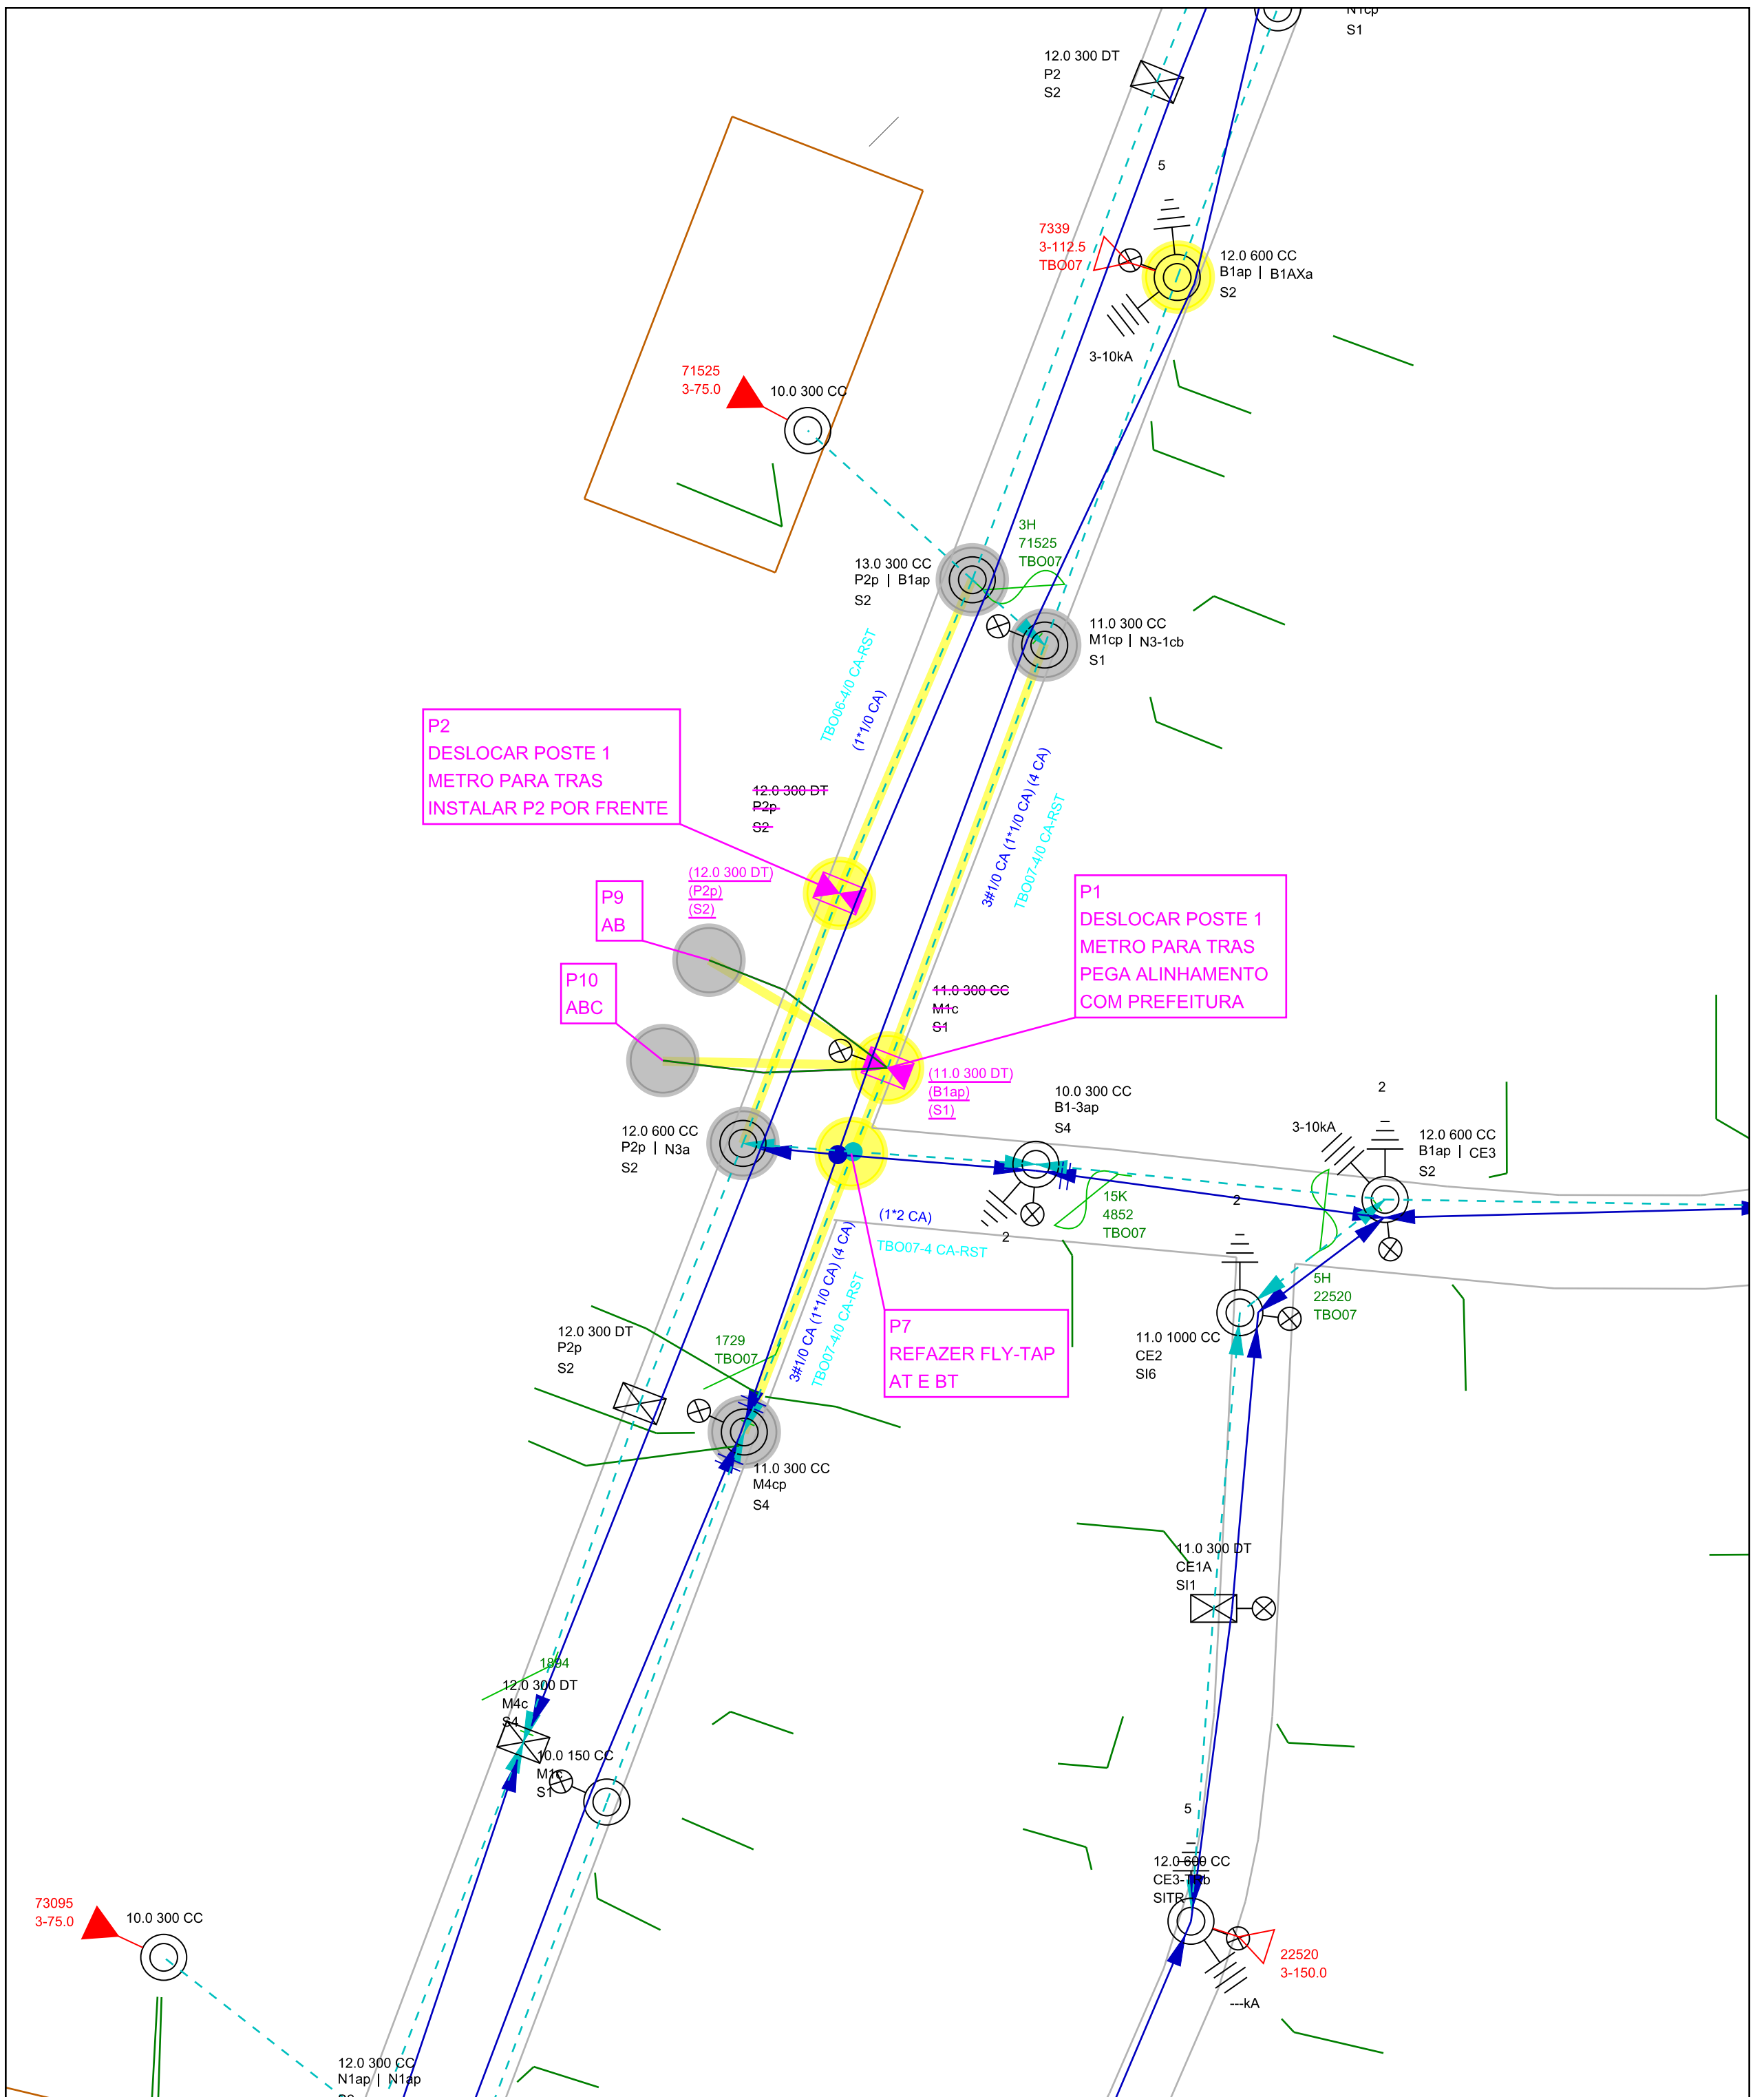 N1cp
S1
12.0 300 DT
P2
S2
5
7339
3-112.5
TBO07
12.0 600 CC
B1ap | B1AXa
S2
3-10kA
71525
3-75.0
10.0 300 CC
3H
71525
TBO07
13.0 300 CC
P2p | B1ap
S2
11.0 300 CC
M1cp | N3-1cb
S1
TBO06-4/0 CA-RST
(1*1/0 CA)
P2
DESLOCAR POSTE 1
METRO PARA TRAS
INSTALAR P2 POR FRENTE
12.0 300 DT
P2p
S2
3#1/0 CA (1*1/0 CA) (4 CA)
TBO07-4/0 CA-RST
(12.0 300 DT)
(P2p)
(S2)
P9
AB
P10
ABC
P1
DESLOCAR POSTE 1
METRO PARA TRAS
PEGA ALINHAMENTO
COM PREFEITURA
11.0 300 CC
M1c
S1
(11.0 300 DT)
(B1ap)
(S1)
10.0 300 CC
B1-3ap
S4
2
3-10kA
12.0 600 CC
B1ap | CE3
S2
12.0 600 CC
P2p | N3a
S2
15K
4852
TBO07
2
2
(1*2 CA)
TBO07-4 CA-RST
5H
22520
TBO07
3#1/0 CA (1*1/0 CA) (4 CA)
TBO07-4/0 CA-RST
P7
REFAZER FLY-TAP
AT E BT
12.0 300 DT
P2p
S2
1729
TBO07
11.0 1000 CC
CE2
SI6
11.0 300 CC
M4cp
S4
11.0 300 DT
CE1A
SI1
1894
12.0 300 DT
M4c
S4
10.0 150 CC
M1c
S1
5
12.0 600 CC
SITR
73095
3-75.0
10.0 300 CC
22520
3-150.0
---kA
12.0 300 CC
N1ap | N1ap